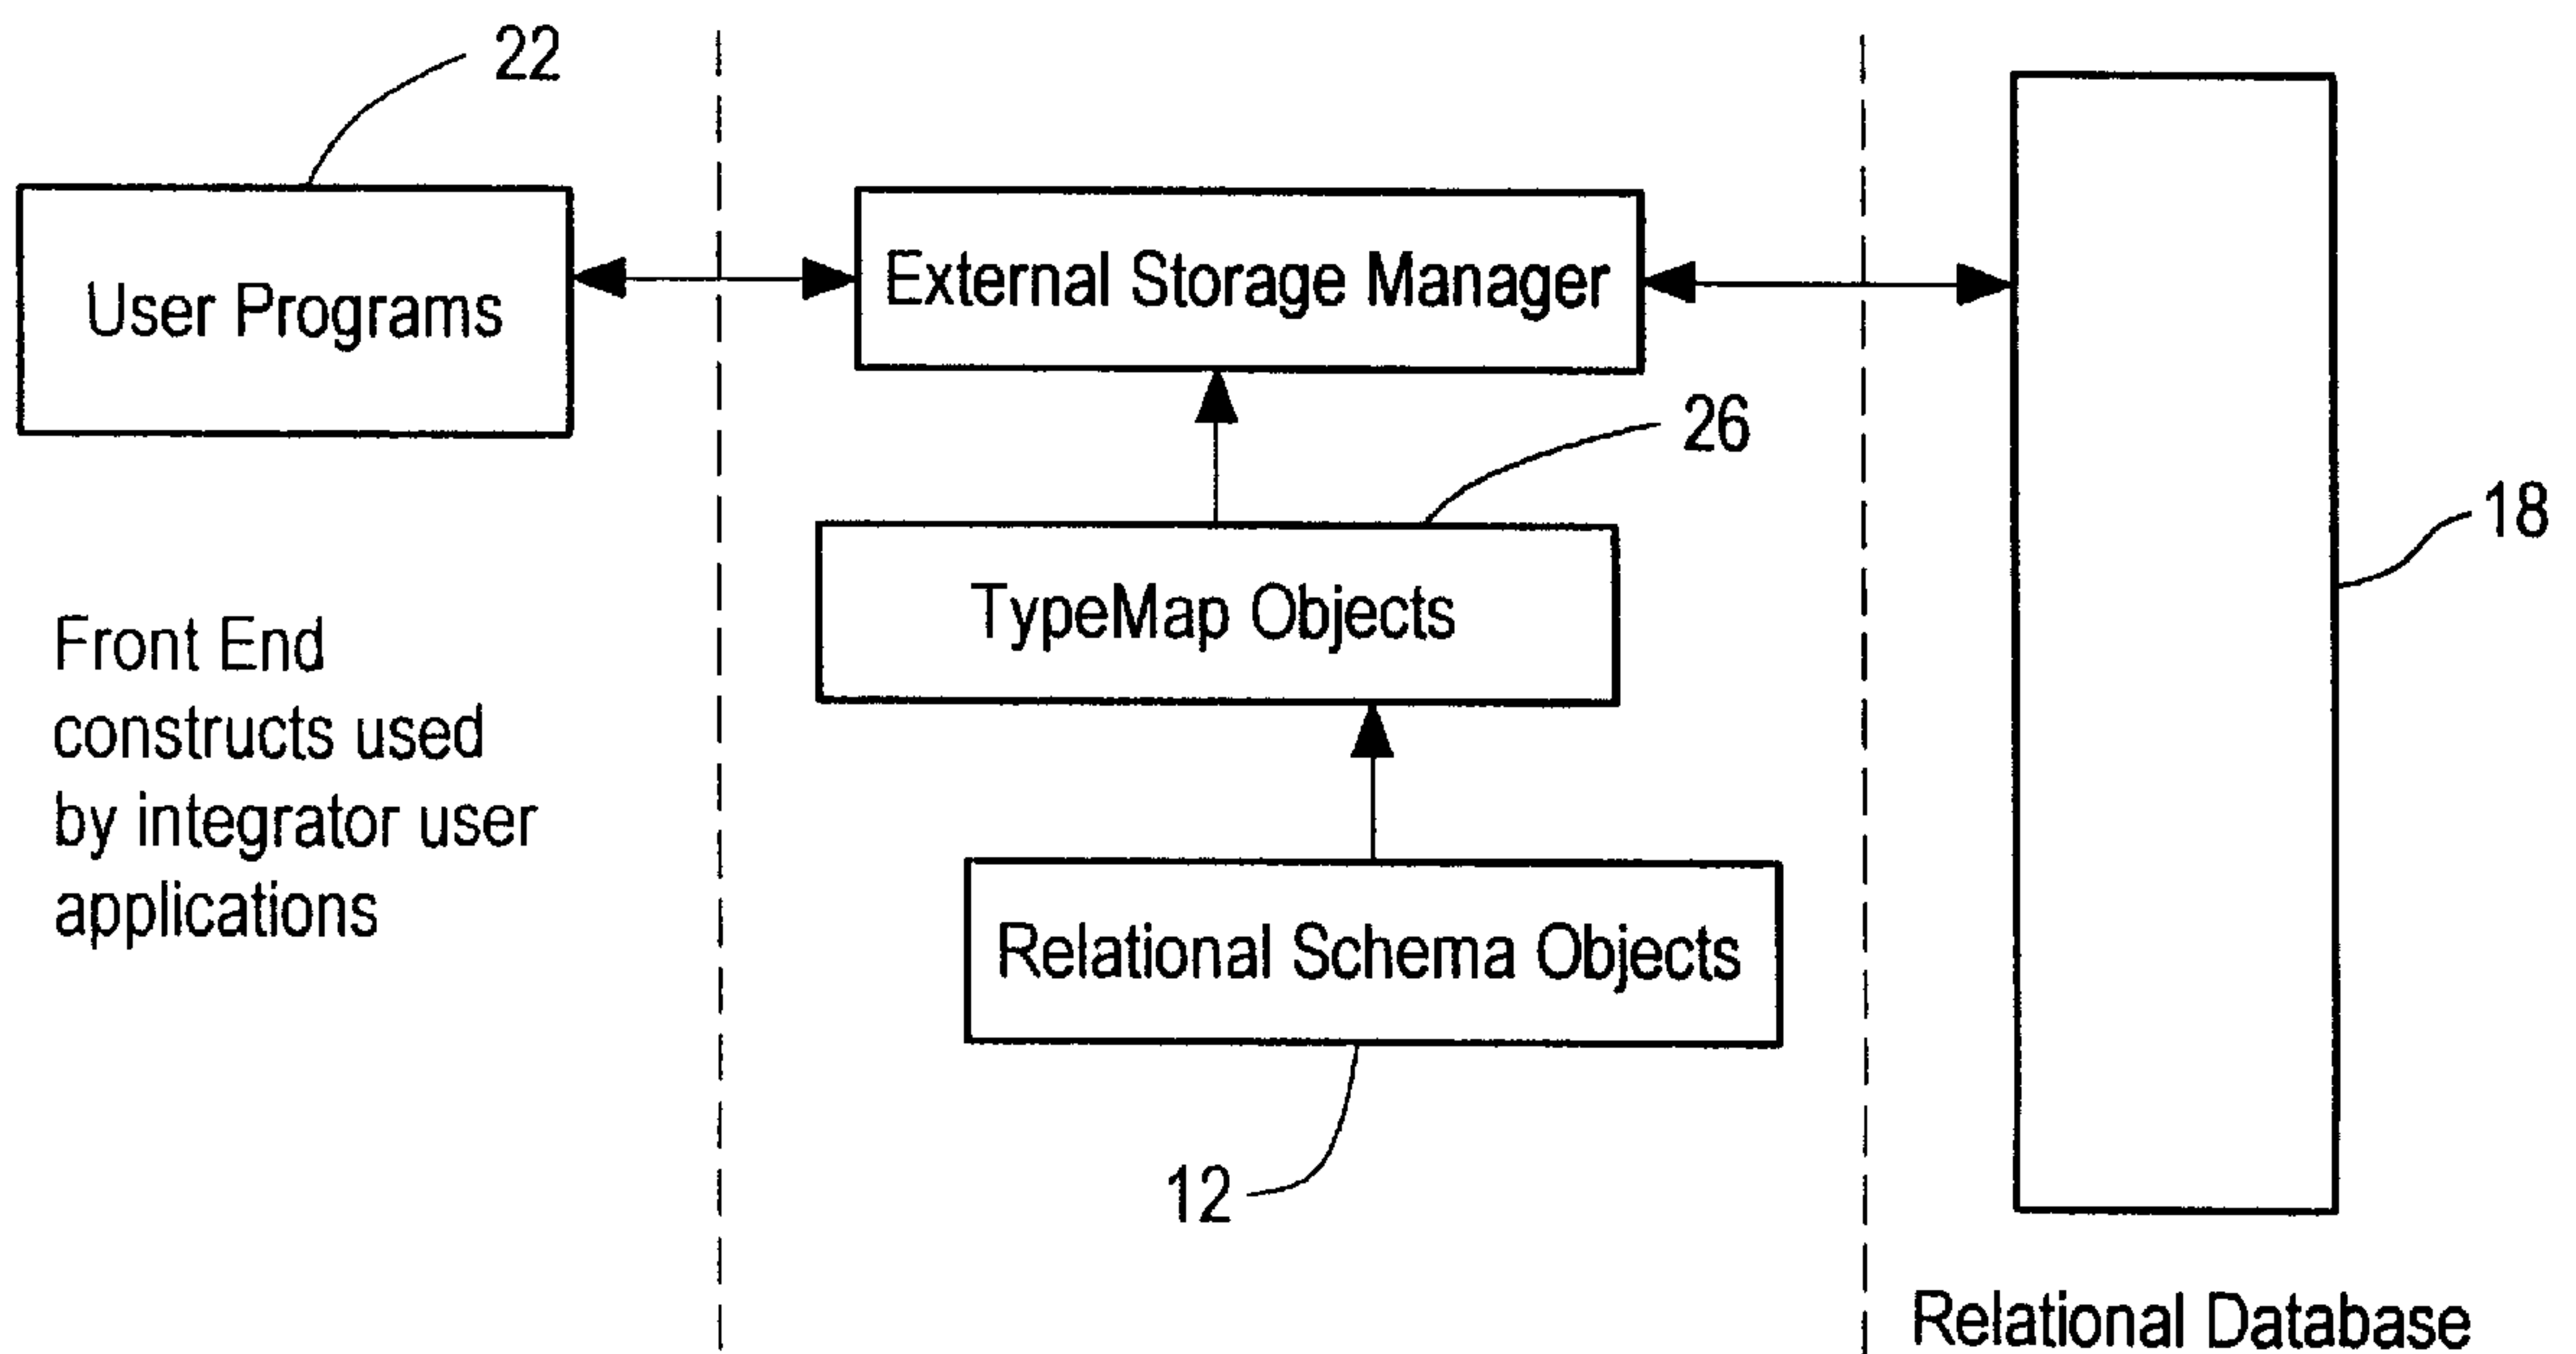 22
User Programs
External Storage Manager
26
18
TypeMap Objects
Front End
constructs used
by integrator user
applications
Relational Schema Objects
12
Relational Database